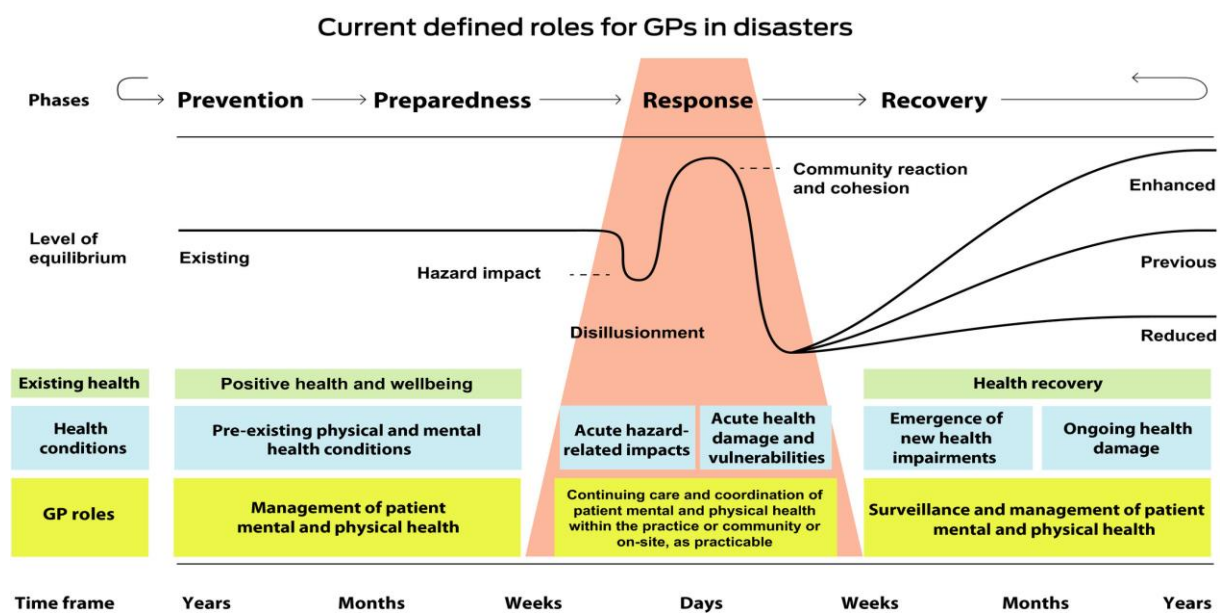 Current defined roles for GPs in disasters
Phases
Prevention
Preparedness
Response
Recovery
Community reaction
and cohesion
Enhanced
Level of
equilibrium
Existing
Hazard impact
Previous
Disillusionment
Reduced
Existing health
Positive health and wellbeing
Health recovery
Health
conditions
Pre-existing physical and mental
health conditions
Acute hazard-
related impacts
Acute health
damage and
vulnerabilities
Emergence of
new health
impairments
Ongoing health
damage
GP roles
Management of patient
mental and physical health
Continuing care and coordination of
patient mental and physical health
within the practice or community or
on-site, as practicable
Surveillance and management of patient
mental and physical health
Time frame
Years
Months
Weeks
Days
Weeks
Months
Years